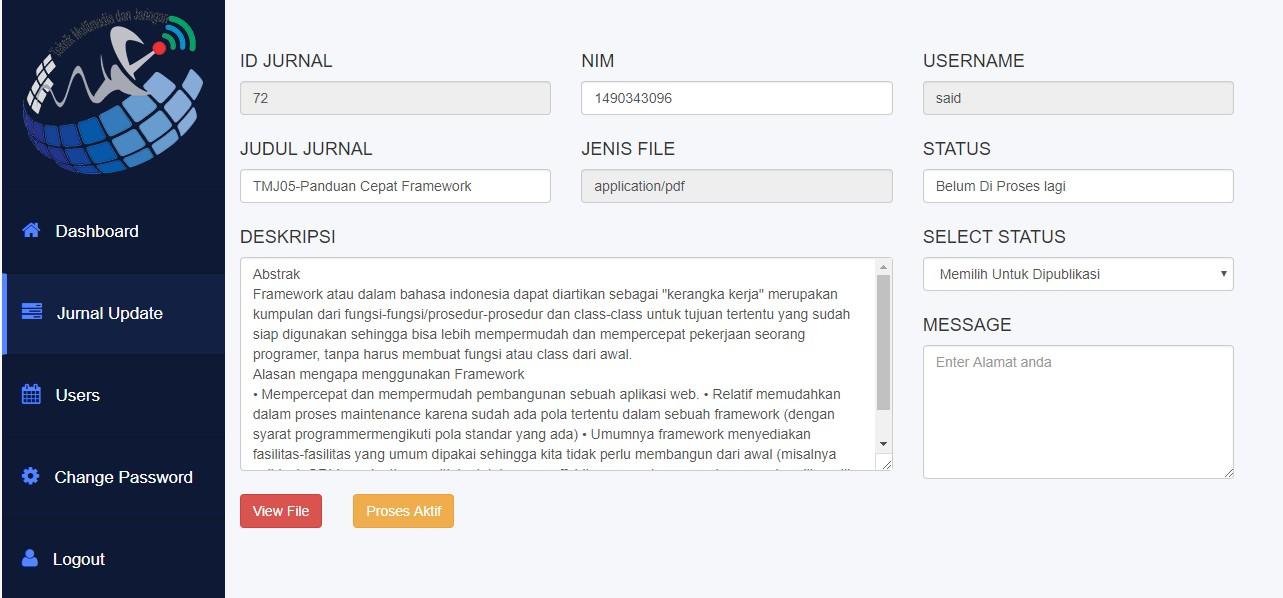 Teknik Multimedia dan Jaringan
Dashboard
Jurnal Update
Users
Change Password
Logout
ID JURNAL
72
NIM
1490343096
USERNAME
said
JUDUL JURNAL
TMJ05-Panduan Cepat Framework
JENIS FILE
application/pdf
STATUS
Belum Di Proses lagi
DESKRIPSI
Abstrak
Framework atau dalam bahasa indonesia dapat diartikan sebagai "kerangka kerja" merupakan
kumpulan dari fungsi-fungsi/prosedur-prosedur dan class-class untuk tujuan tertentu yang sudah
siap digunakan sehingga bisa lebih mempermudah dan mempercepat pekerjaan seorang
programer, tanpa harus membuat fungsi atau class dari awal.
Alasan mengapa menggunakan Framework
• Mempercepat dan mempermudah pembangunan sebuah aplikasi web. • Relatif memudahkan
dalam proses maintenance karena sudah ada pola tertentu dalam sebuah framework (dengan
syarat programmermengikuti pola standar yang ada) • Umumnya framework menyediakan
fasilitas-fasilitas yang umum dipakai sehingga kita tidak perlu membangun dari awal (misalnya
SELECT STATUS
Memilih Untuk Dipublikasi
MESSAGE
Enter Alamat anda
View File
Proses Aktif